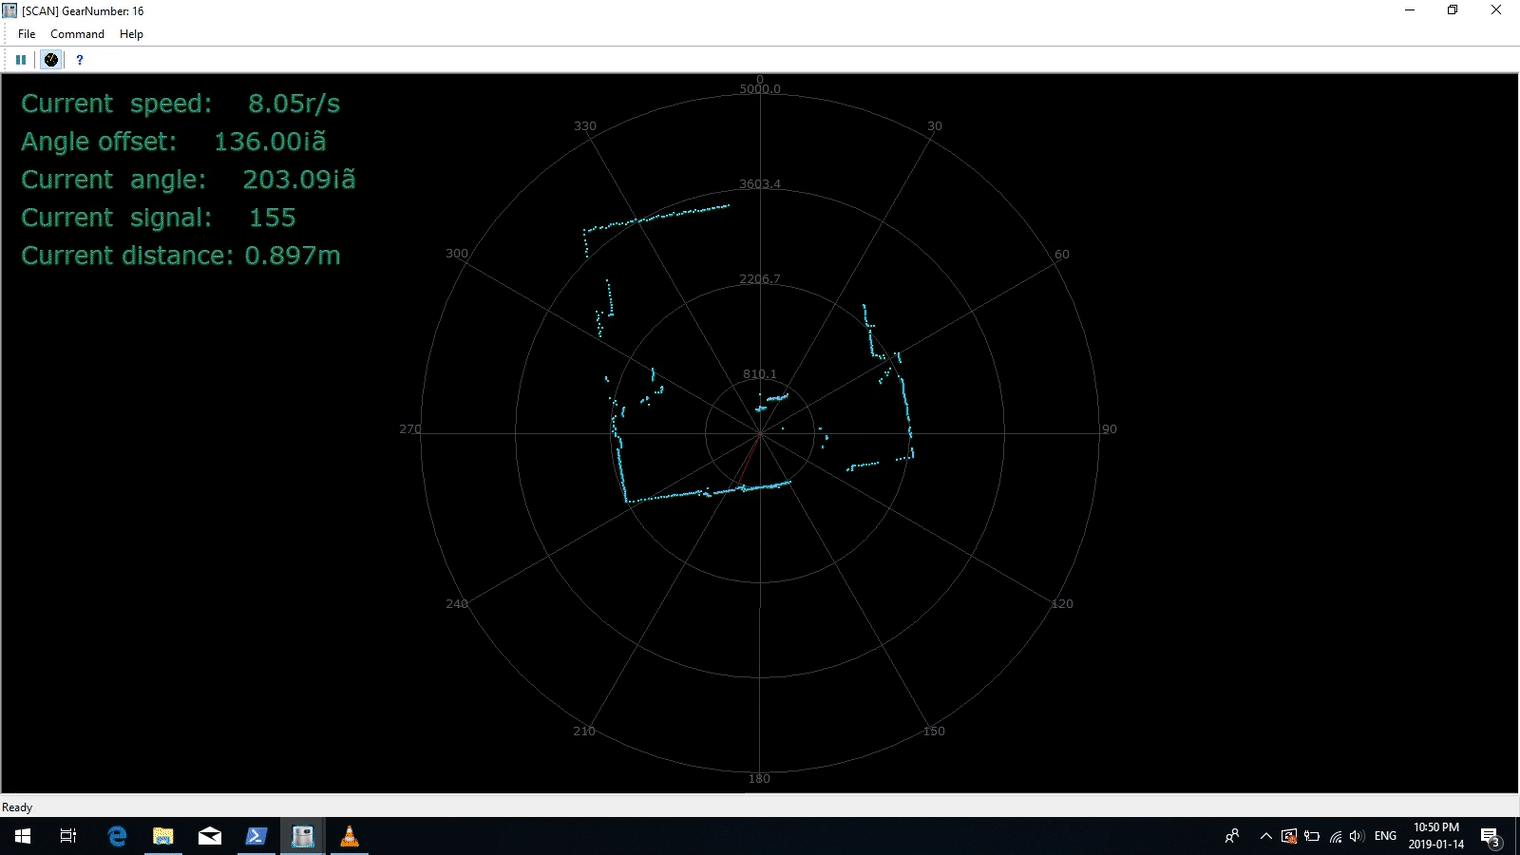 [SCAN] GearNumber: 16
File Command Help
?
Current speed: 8.05r/s
Angle offset: 136.00iã
Current angle: 203.09iã
Current signal: 155
Current distance: 0.897m
0
5000.0
330
30
3603.4
300
60
2206.7
810.1
270
90
240
120
210
150
180
Ready
ENG
10:50 PM
2019-01-14
3